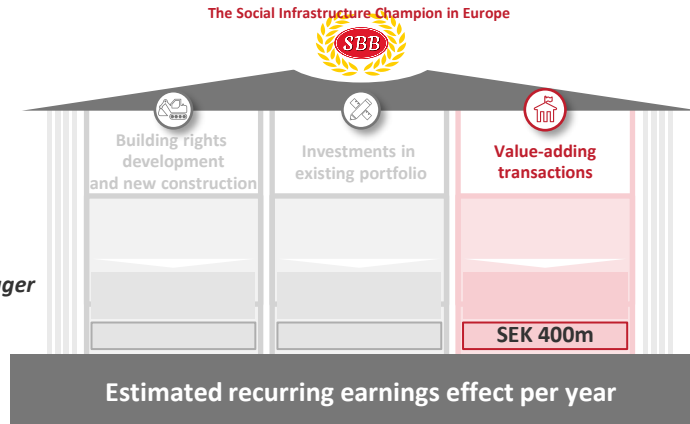 The Social Infrastructure Champion in Europe
SBB
Building rights
development
and new construction
Investments in
existing portfolio
Value-adding
transactions
ger
SEK 400m
Estimated recurring earnings effect per year